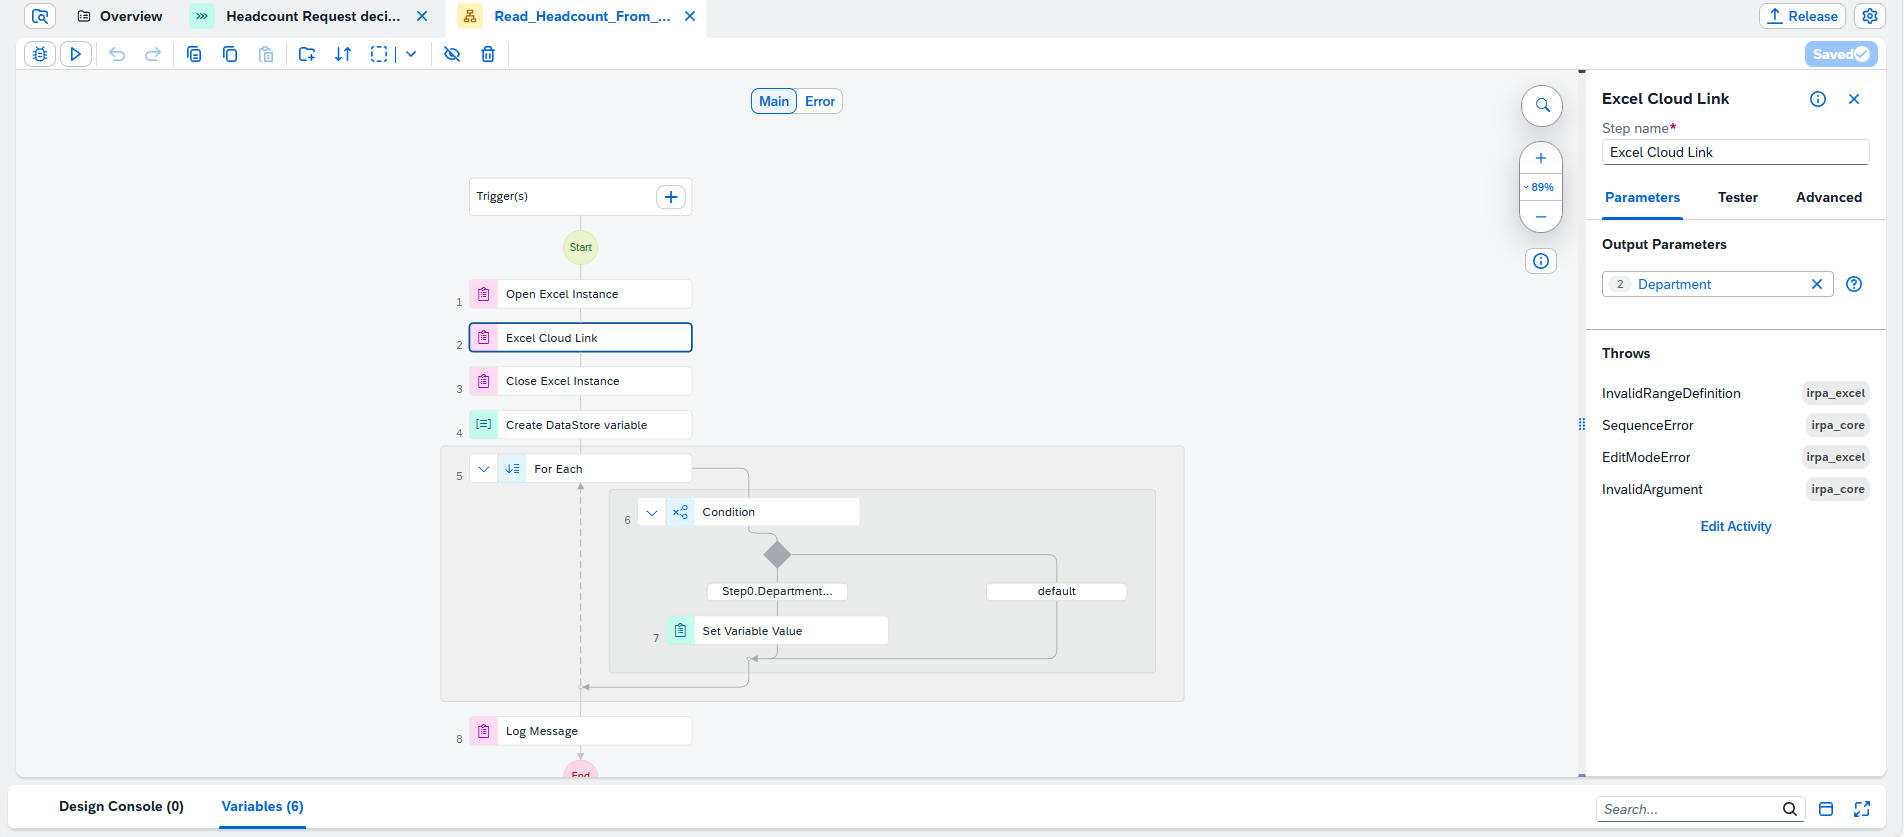 Overview
Headcount Request deci...
Read_Headcount_From_...
Release
Saved
Main
Error
Trigger(s)
Start
1
Open Excel Instance
2
Excel Cloud Link
3
Close Excel Instance
4
Create DataStore variable
5
For Each
6
Condition
Step0.Department...
default
7
Set Variable Value
8
Log Message
End
89%
Excel Cloud Link
Step name*
Excel Cloud Link
Parameters
Tester
Advanced
Output Parameters
2 Department
Throws
InvalidRangeDefinition irpa_excel
SequenceError irpa_core
EditModeError irpa_excel
InvalidArgument irpa_core
Edit Activity
Design Console (0)
Variables (6)
Search...